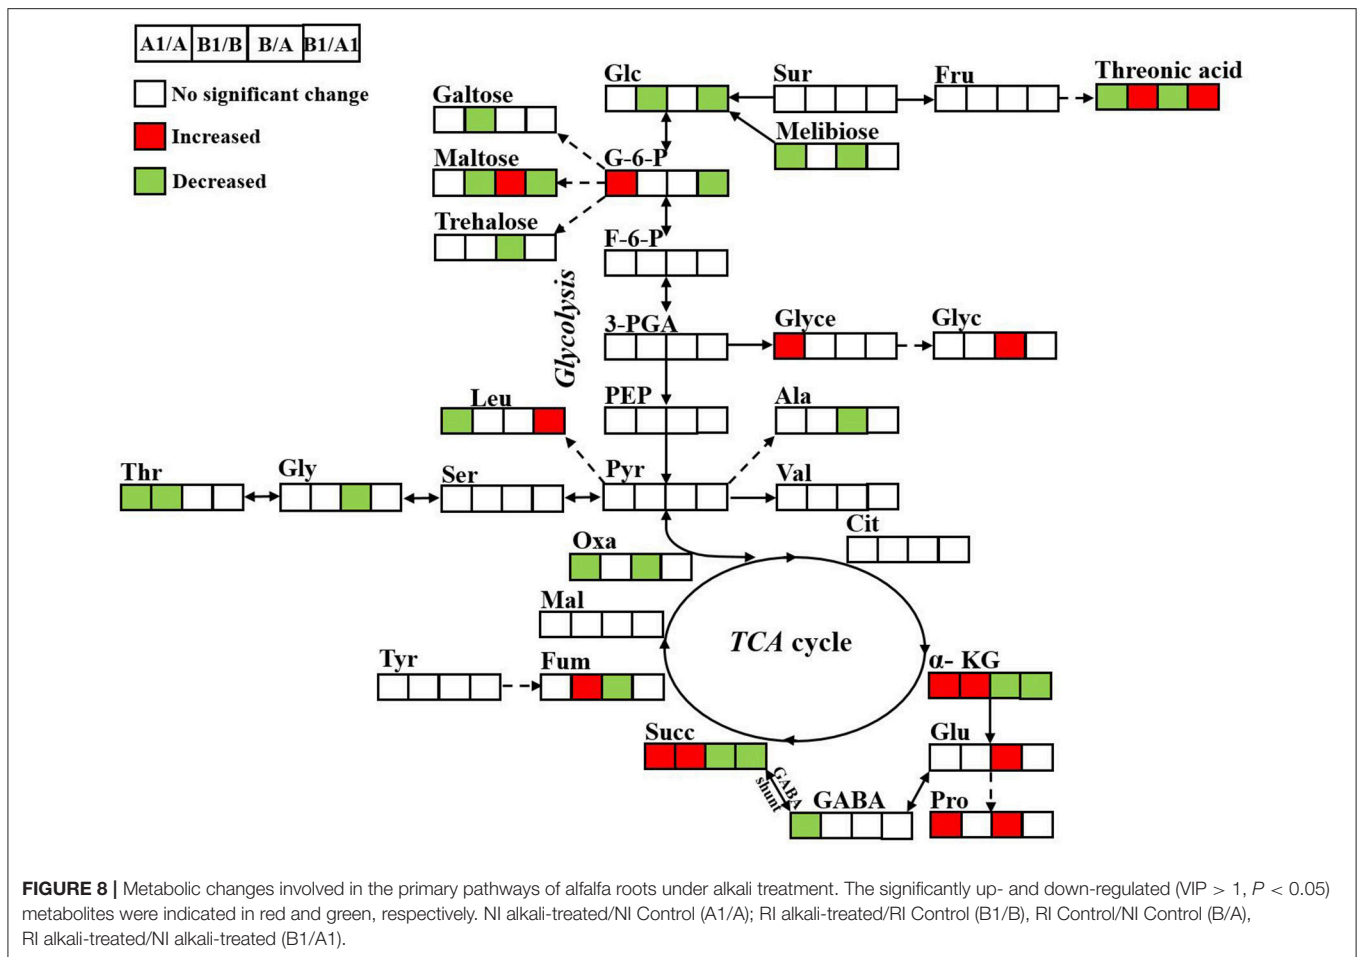 A1/A B1/B B/A B1/A1
No significant change
Increased
Decreased
Glc
Sur
Fru
Threonic acid
Galtose
Melibiose
Maltose
G-6-P
Trehalose
F-6-P
Glycolysis
3-PGA
Glyce
Glyc
Leu
PEP
Ala
Thr
Gly
Ser
Pyr
Val
Cit
Oxa
Mal
TCA cycle
Tyr
Fum
α- KG
Succ
Glu
GABA
shunt
GABA
Pro
FIGURE 8 | Metabolic changes involved in the primary pathways of alfalfa roots under alkali treatment. The significantly up- and down-regulated (VIP > 1, P < 0.05)
metabolites were indicated in red and green, respectively. NI alkali-treated/NI Control (A1/A); RI alkali-treated/RI Control (B1/B), RI Control/NI Control (B/A),
RI alkali-treated/NI alkali-treated (B1/A1).